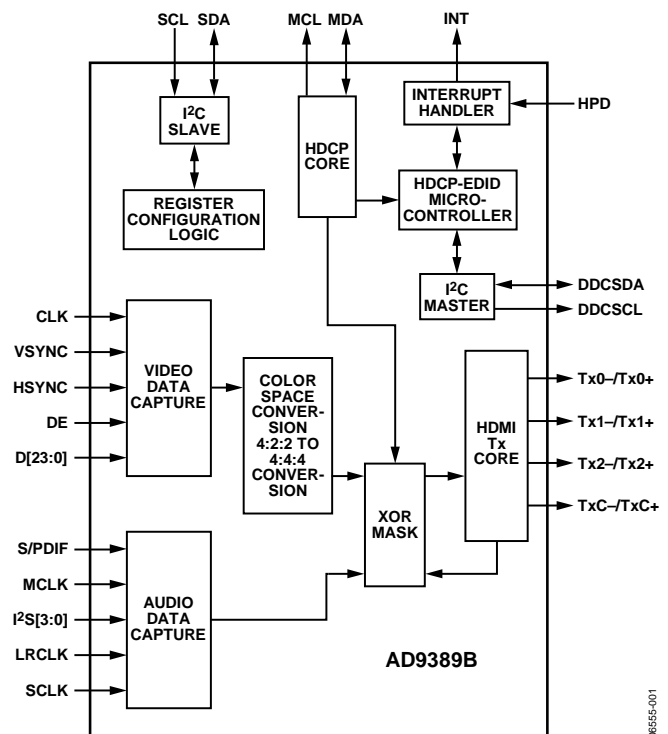 SCL SDA MCL MDA INT
I²C
SLAVE
REGISTER
CONFIGURATION
LOGIC
HDCP
CORE
INTERRUPT
HANDLER
HPD
HDCP-EDID
MICRO-
CONTROLLER
I²C
MASTER
DDCSDA
DDCSCL
CLK
VSYNC
HSYNC
DE
D[23:0]
VIDEO
DATA
CAPTURE
COLOR
SPACE
CONVER-
SION
4:2:2 TO
4:4:4
CONVER-
SION
XOR
MASK
HDMI
Tx
CORE
Tx0–/Tx0+
Tx1–/Tx1+
Tx2–/Tx2+
TxC–/TxC+
S/PDIF
MCLK
I²S[3:0]
LRCLK
SCLK
AUDIO
DATA
CAPTURE
AD9389B
06555-001